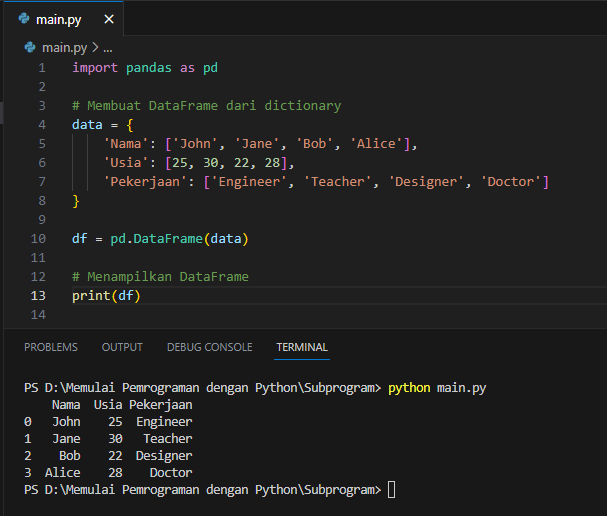 main.py
main.py > ...
1 import pandas as pd
2
3 # Membuat DataFrame dari dictionary
4 data = {
5     'Nama': ['John', 'Jane', 'Bob', 'Alice'],
6     'Usia': [25, 30, 22, 28],
7     'Pekerjaan': ['Engineer', 'Teacher', 'Designer', 'Doctor']
8 }
9
10 df = pd.DataFrame(data)
11
12 # Menampilkan DataFrame
13 print(df)
14
PROBLEMS OUTPUT DEBUG CONSOLE TERMINAL
PS D:\Memulai Pemrograman dengan Python\Subprogram> python main.py
    Nama  Usia Pekerjaan
0   John    25  Engineer
1   Jane    30   Teacher
2    Bob    22  Designer
3  Alice    28    Doctor
PS D:\Memulai Pemrograman dengan Python\Subprogram>